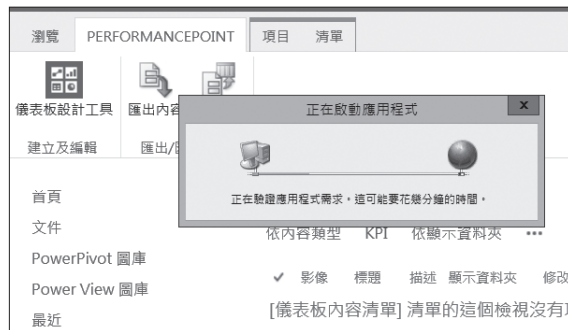 瀏覽 PERFORMANCEPOINT 項目 清單
儀表板設計工具 匯出內容
建立及編輯 匯出/
正在啟動應用程式 x
正在驗證應用程式需求。這可能要花幾分鐘的時間。
首頁
文件
PowerPivot 圖庫
Power View 圖庫
最近
依內容類型 KPI 依顯示資料夾 •••
✓ 影像 標題 描述 顯示資料夾 修改
[儀表板內容清單] 清單的這個檢視沒有